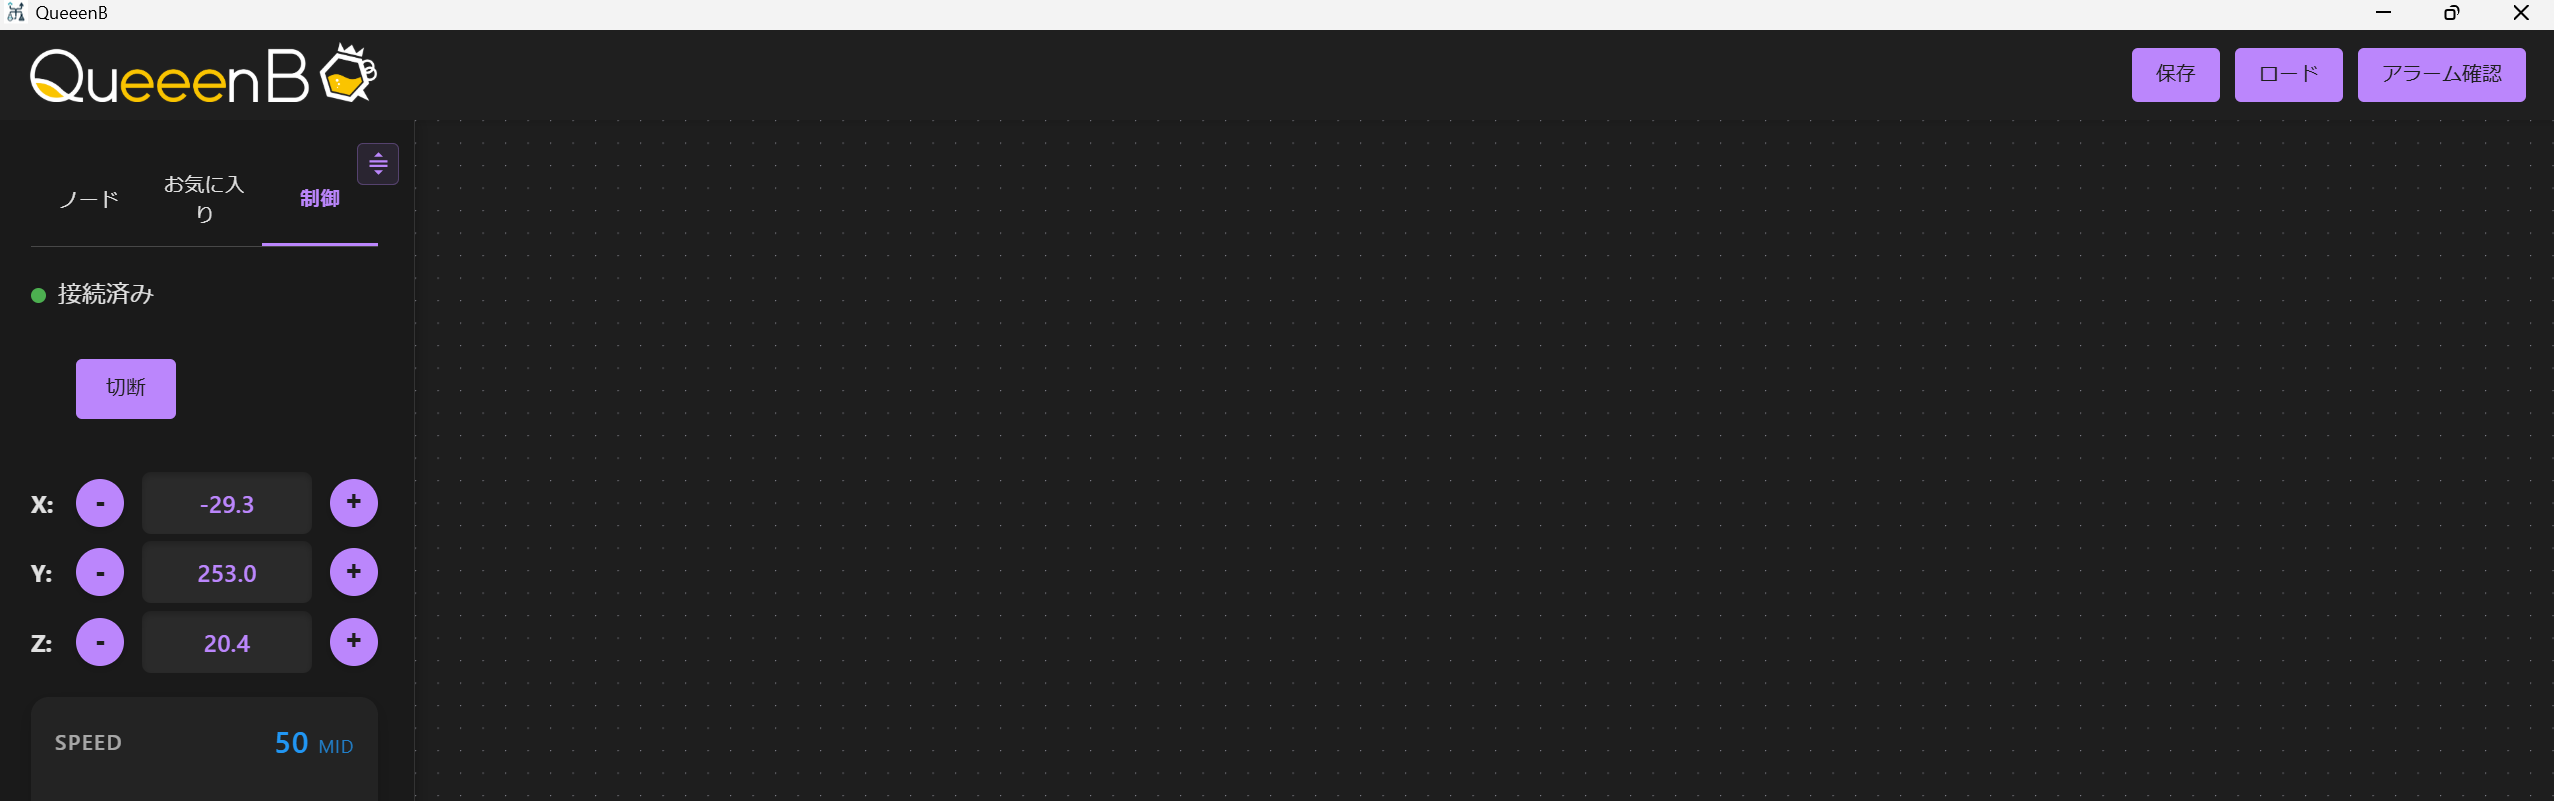 QueeenB
QueeenB
保存
ロード
アラーム確認
ノード
お気に入
り
制御
接続済み
切断
X: - -29.3 +
Y: - 253.0 +
Z: - 20.4 +
SPEED 50 MID